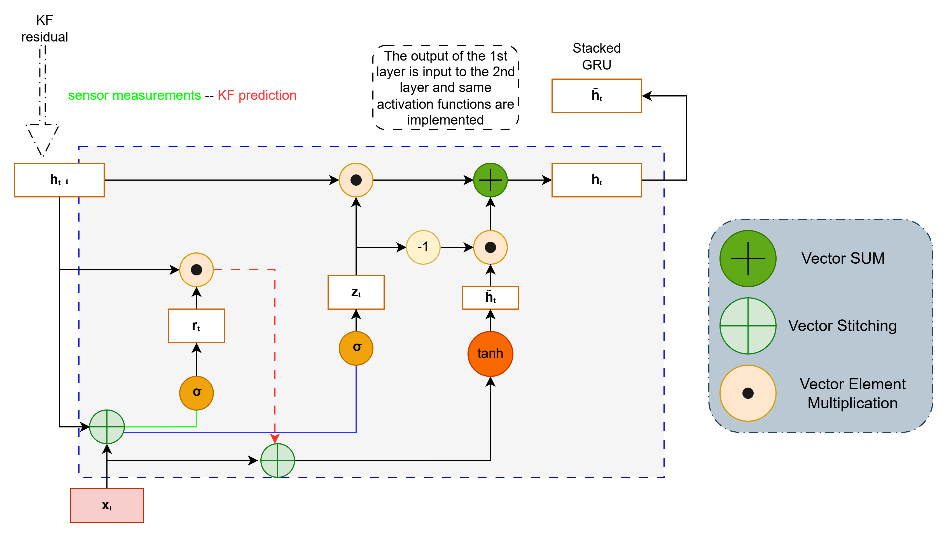 KF
residual
sensor measurements -- KF prediction
The output of the 1st
layer is input to the 2nd
layer and same
activation functions are
implemented
Stacked
GRU
h̃ₜ
hₜ₋₁
hₜ
-1
zₜ
h̃ₜ
rₜ
σ
tanh
σ
xₜ
Vector SUM
Vector Stitching
Vector Element
Multiplication